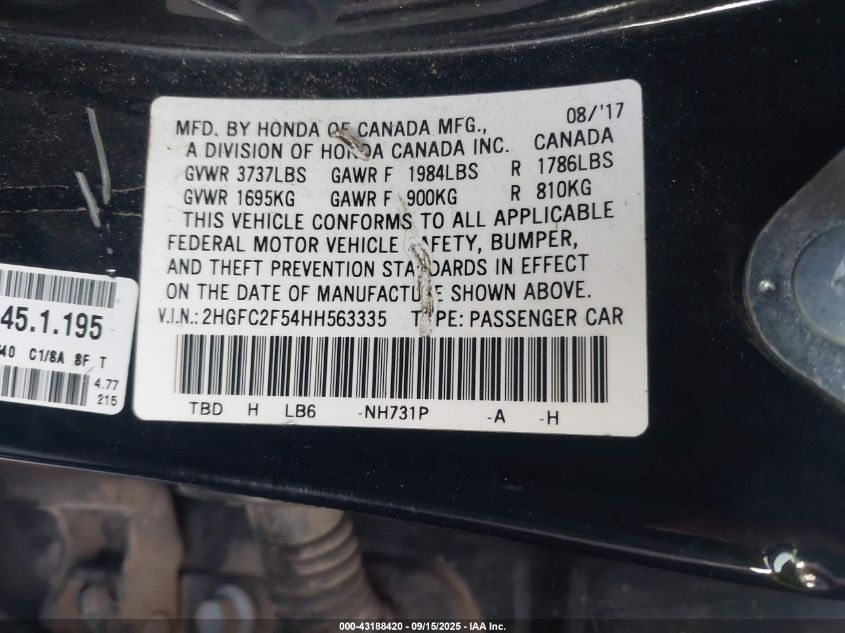 08/'17
MFD. BY HONDA OF CANADA MFG.,
A DIVISION OF HONDA CANADA INC. CANADA
GVWR 3737LBS GAWR F 1984LBS R 1786LBS
GVWR 1695KG GAWR F 900KG R 810KG
THIS VEHICLE CONFORMS TO ALL APPLICABLE
FEDERAL MOTOR VEHICLE SAFETY, BUMPER,
AND THEFT PREVENTION STANDARDS IN EFFECT
ON THE DATE OF MANUFACTURE SHOWN ABOVE.
V.I.N.: 2HGFC2F54HH563335 TYPE: PASSENGER CAR
TBD H LB6 -NH731P -A -H
45.1.195
40 C1/8A 8F T
4.77
215
000-43188420 - 09/15/2025 - IAA Inc.